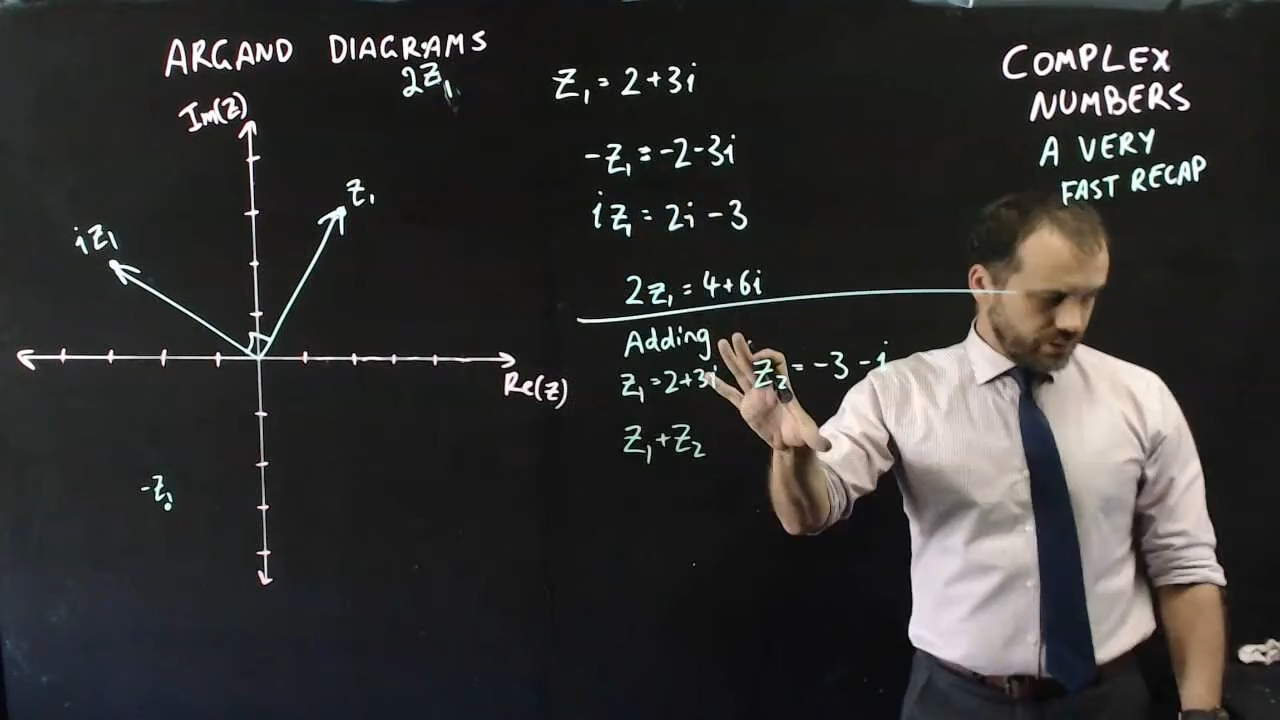 ARGAND DIAGRAMS
2Z₁
Im(Z)
Z₁
iZ₁
Re(Z)
-Z₁
Z₁ = 2+3i
-Z₁ = -2-3i
iZ₁ = 2i - 3
2Z₁ = 4+6i
Adding
Z₁ = 2+3i Z₂ = -3 - i
Z₁+Z₂
COMPLEX
NUMBERS
A VERY
FAST RECAP